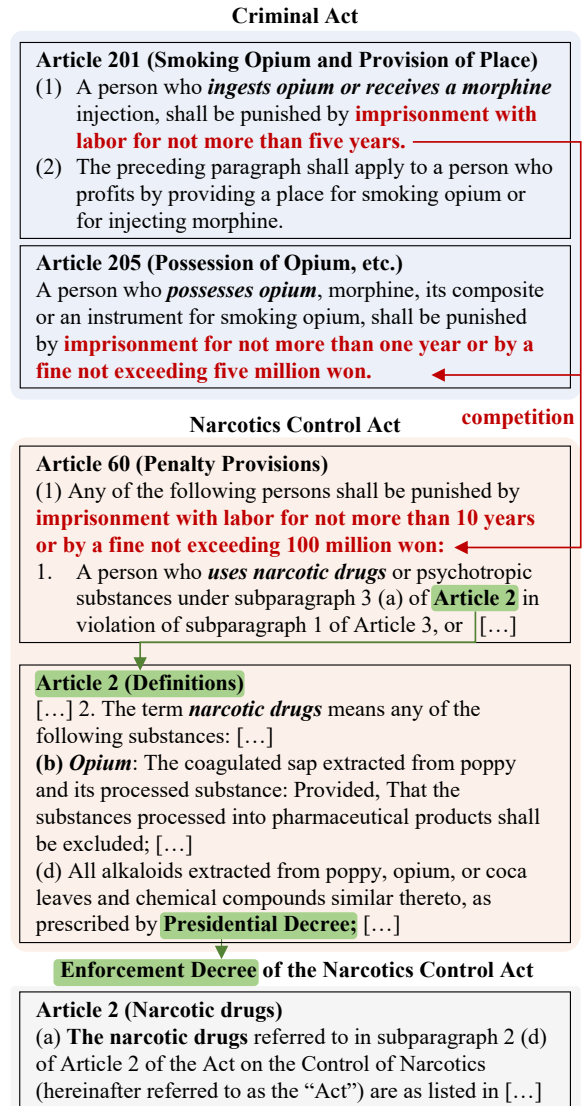 Criminal Act
Article 201 (Smoking Opium and Provision of Place)
(1) A person who ingests opium or receives a morphine
injection, shall be punished by imprisonment with
labor for not more than five years.
(2) The preceding paragraph shall apply to a person who
profits by providing a place for smoking opium or
for injecting morphine.
Article 205 (Possession of Opium, etc.)
A person who possesses opium, morphine, its composite
or an instrument for smoking opium, shall be punished
by imprisonment for not more than one year or by a
fine not exceeding five million won.
competition
Narcotics Control Act
Article 60 (Penalty Provisions)
(1) Any of the following persons shall be punished by
imprisonment with labor for not more than 10 years
or by a fine not exceeding 100 million won:
1. A person who uses narcotic drugs or psychotropic
substances under subparagraph 3 (a) of Article 2 in
violation of subparagraph 1 of Article 3, or […]
Article 2 (Definitions)
[…] 2. The term narcotic drugs means any of the
following substances: […]
(b) Opium: The coagulated sap extracted from poppy
and its processed substance: Provided, That the
substances processed into pharmaceutical products shall
be excluded; […]
(d) All alkaloids extracted from poppy, opium, or coca
leaves and chemical compounds similar thereto, as
prescribed by Presidential Decree; […]
Enforcement Decree of the Narcotics Control Act
Article 2 (Narcotic drugs)
(a) The narcotic drugs referred to in subparagraph 2 (d)
of Article 2 of the Act on the Control of Narcotics
(hereinafter referred to as the “Act”) are as listed in […]